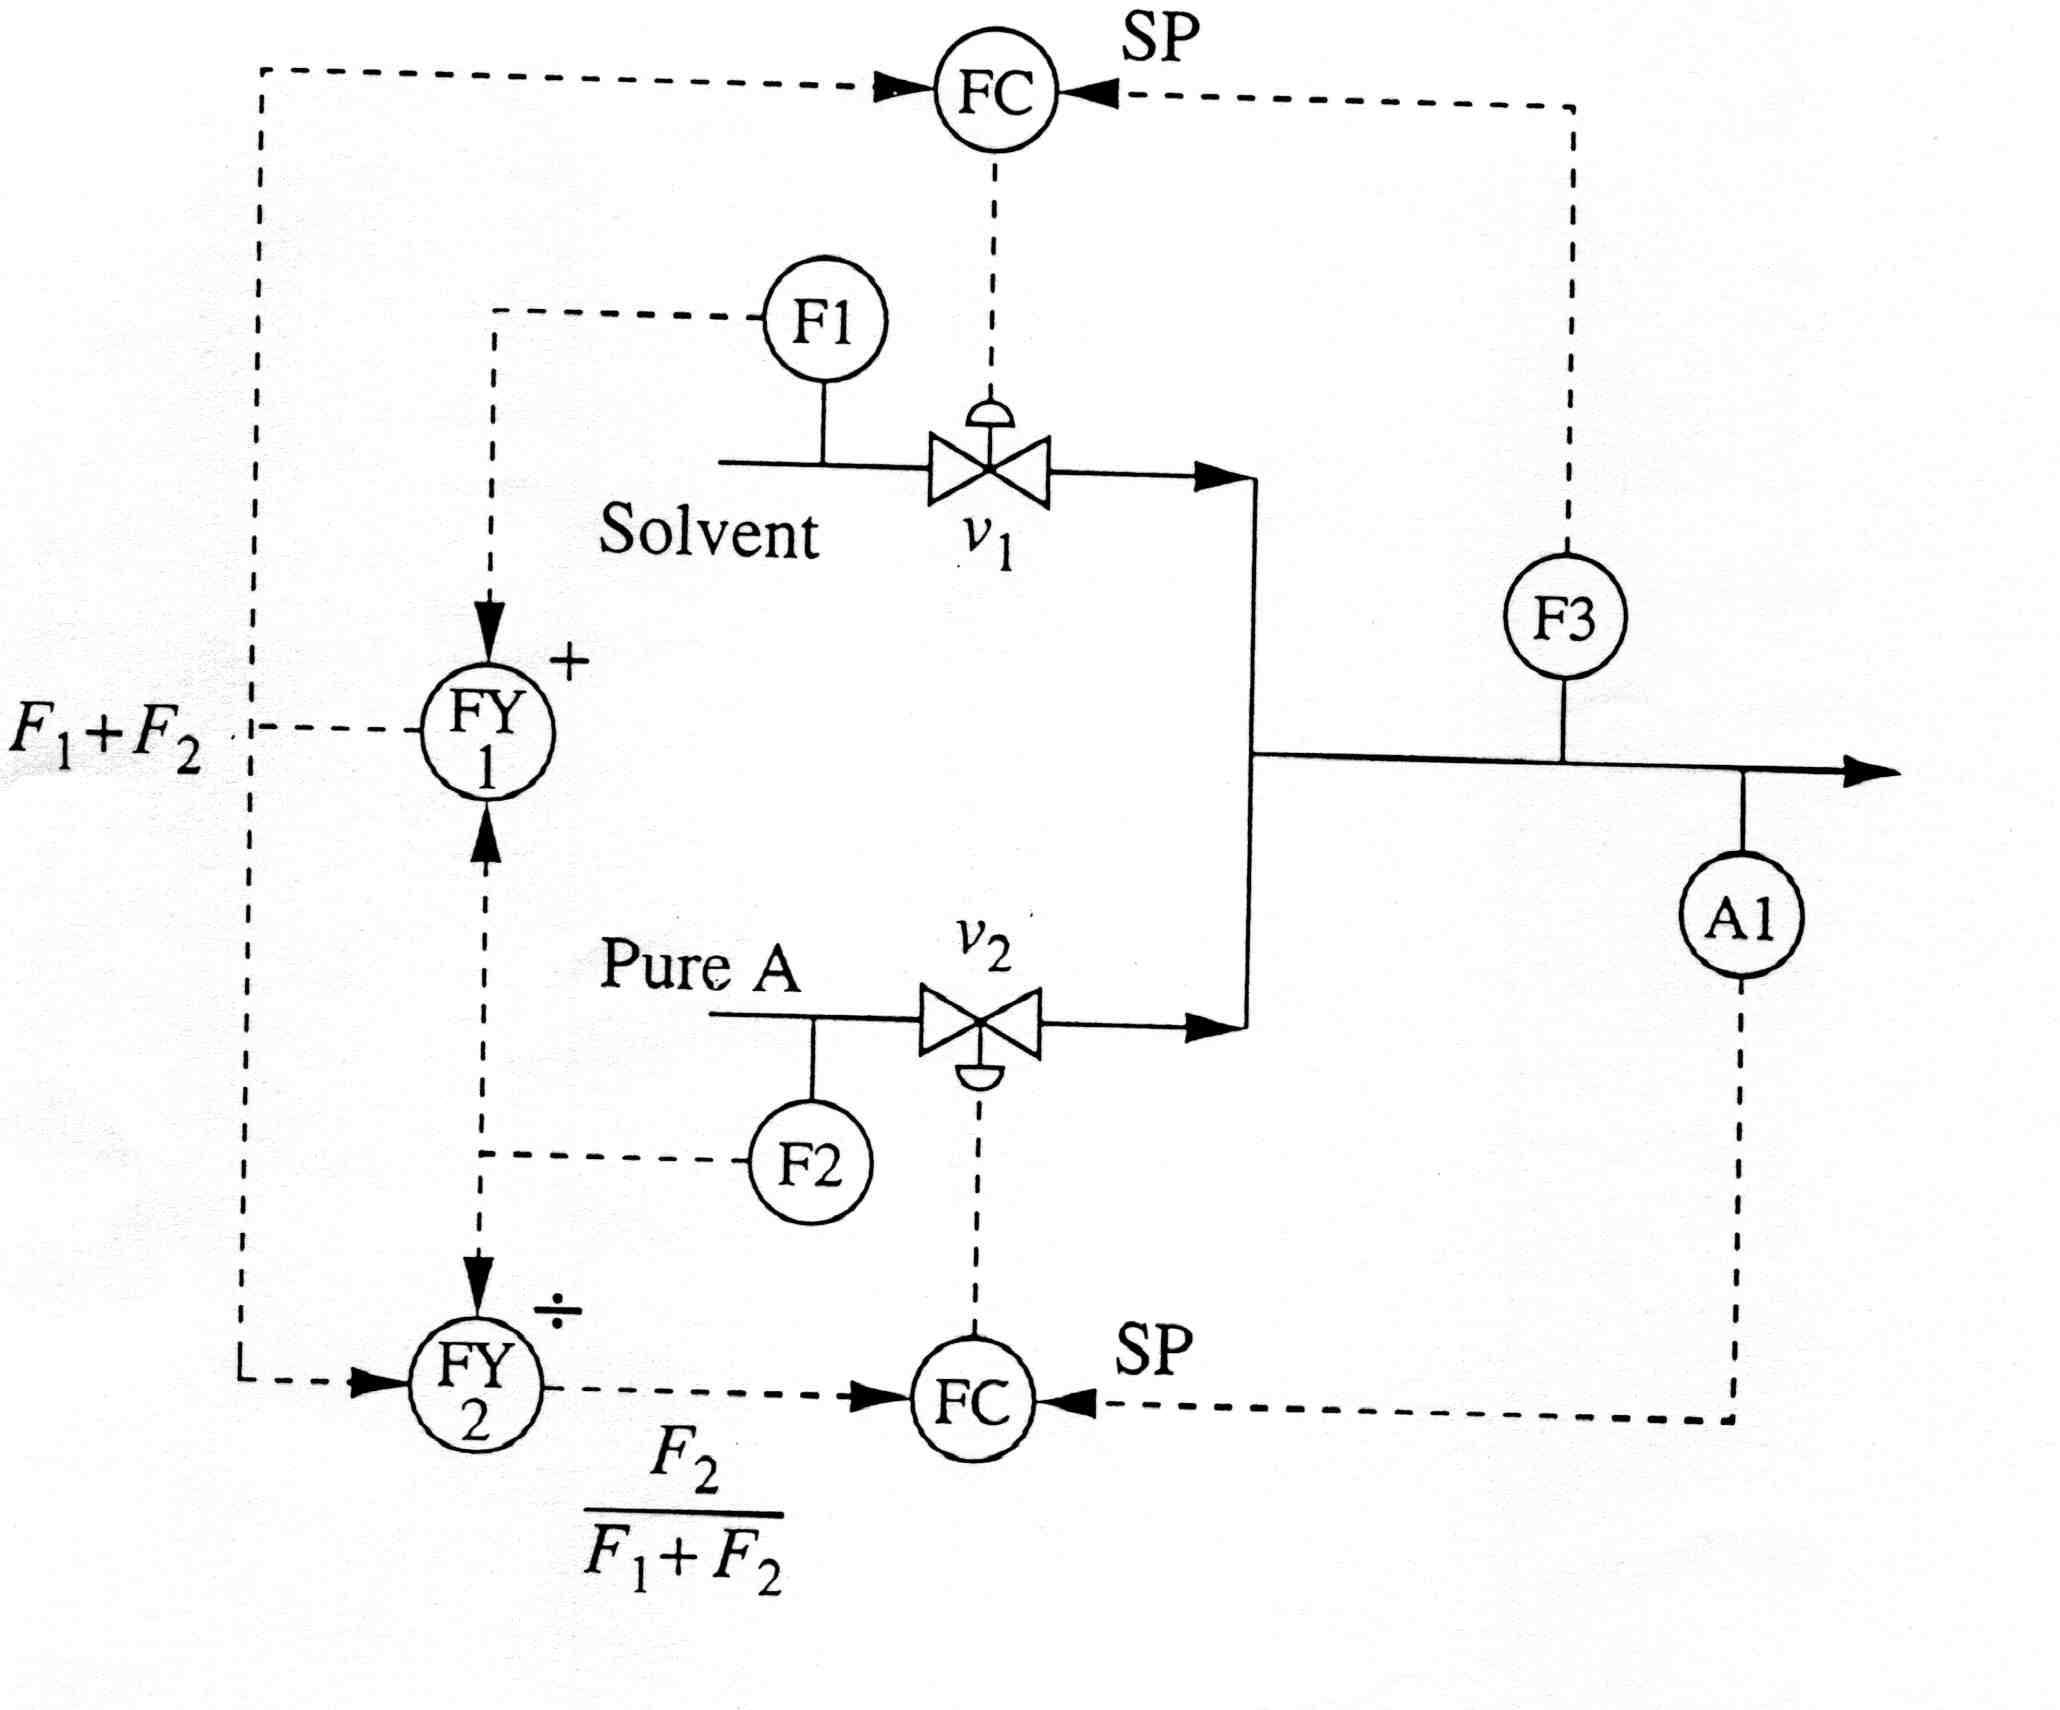 SP
FC
F1
Solvent
v1
F3
+
FY
1
F1+F2
v2
Pure A
A1
F2
÷
FY
2
SP
FC
F2
F1+F2